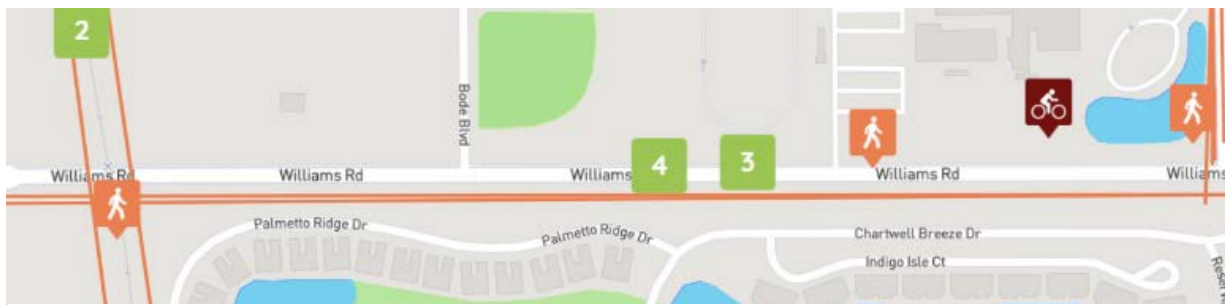 2
Bode Blvd
4
3
Williams Rd
Williams Rd
Williams
Williams Rd
Williams
Palmetto Ridge Dr
Palmetto Ridge Dr
Chartwell Breeze Dr
Indigo Isle Ct